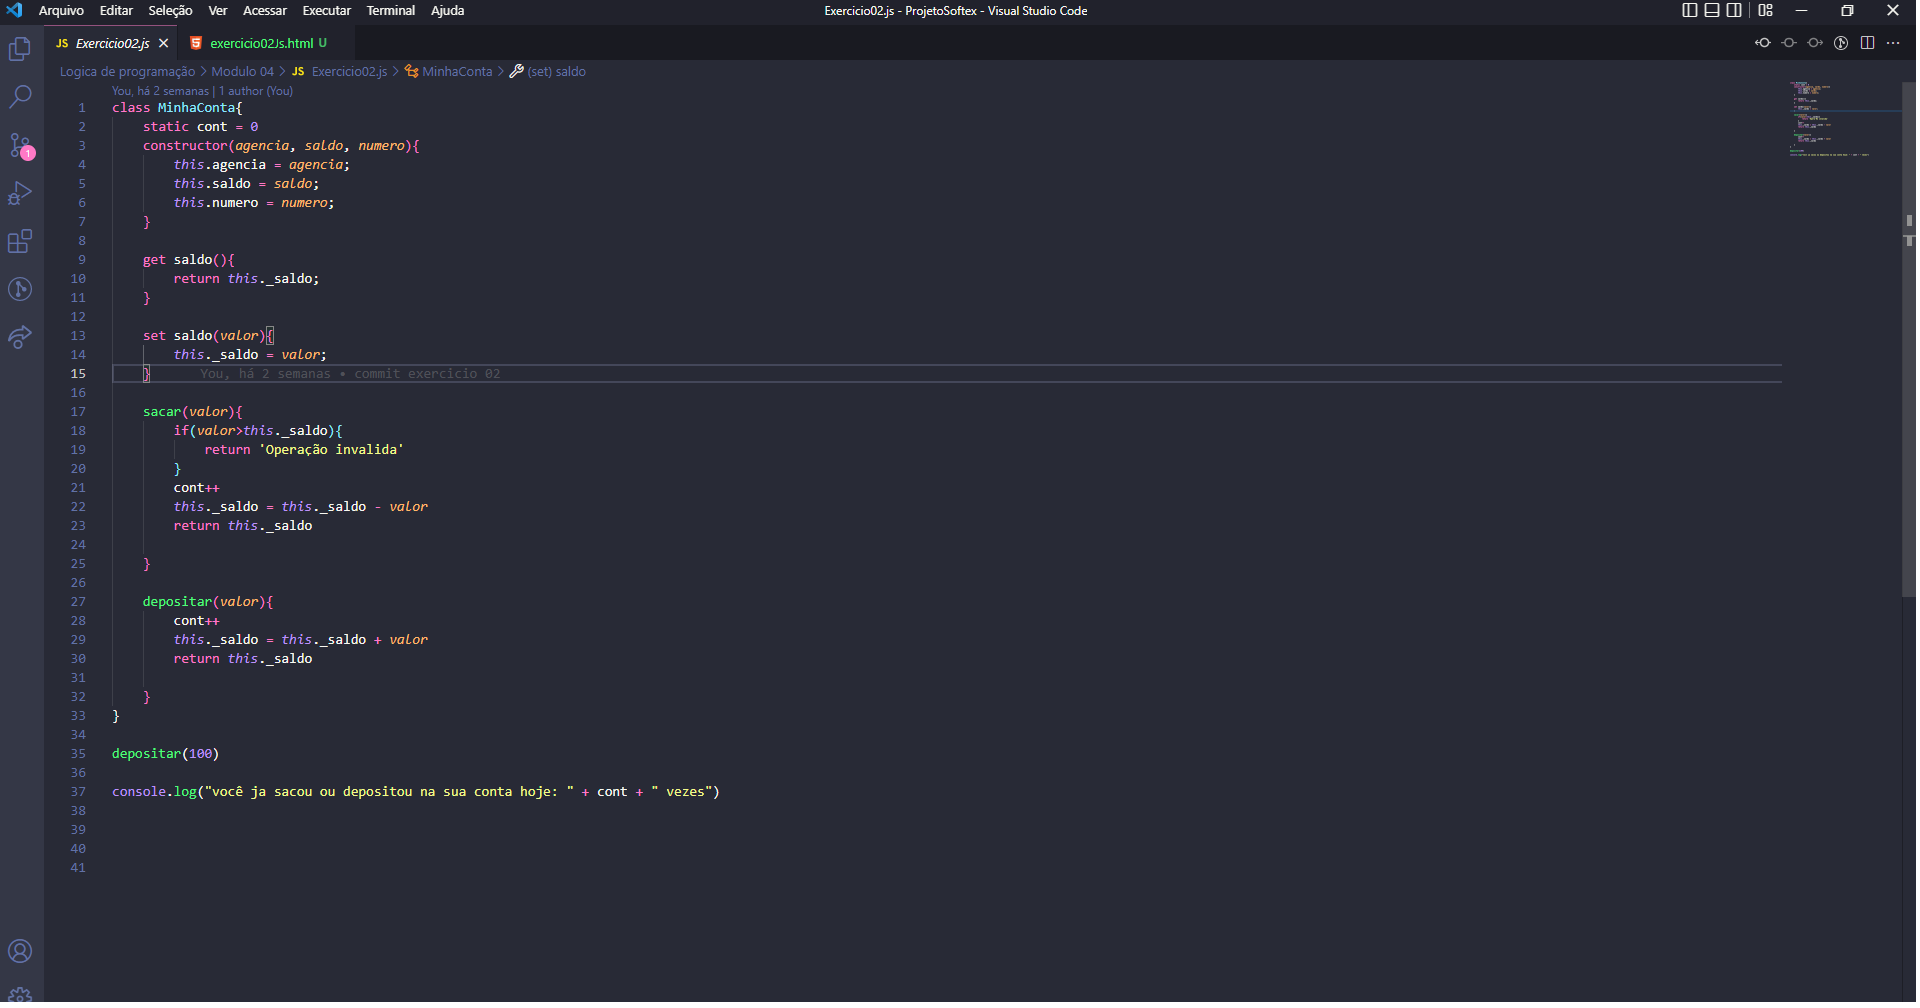 Arquivo Editar Seleção Ver Acessar Executar Terminal Ajuda Exercicio02.js - ProjetoSoftex - Visual Studio Code
JS Exercicio02.js exercicio02Js.html U
Logica de programação > Modulo 04 > JS Exercicio02.js > MinhaConta > (set) saldo
You, há 2 semanas | 1 author (You)
1 class MinhaConta{
2 static cont = 0
3 constructor(agencia, saldo, numero){
4 this.agencia = agencia;
5 this.saldo = saldo;
6 this.numero = numero;
7 }
8
9 get saldo(){
10 return this._saldo;
11 }
12
13 set saldo(valor){
14 this._saldo = valor;
15 } You, há 2 semanas • commit exercicio 02
16
17 sacar(valor){
18 if(valor>this._saldo){
19 return 'Operação invalida'
20 }
21 cont++
22 this._saldo = this._saldo - valor
23 return this._saldo
24
25 }
26
27 depositar(valor){
28 cont++
29 this._saldo = this._saldo + valor
30 return this._saldo
31
32 }
33 }
34
35 depositar(100)
36
37 console.log("você ja sacou ou depositou na sua conta hoje: " + cont + " vezes")
38
39
40
41
1